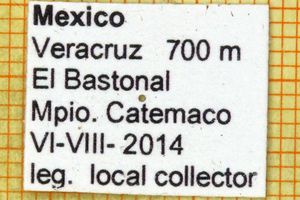 Mexico
Veracruz 700 m
El Bastonal
Mpio. Catemaco
VI-VIII- 2014
leg. local collector